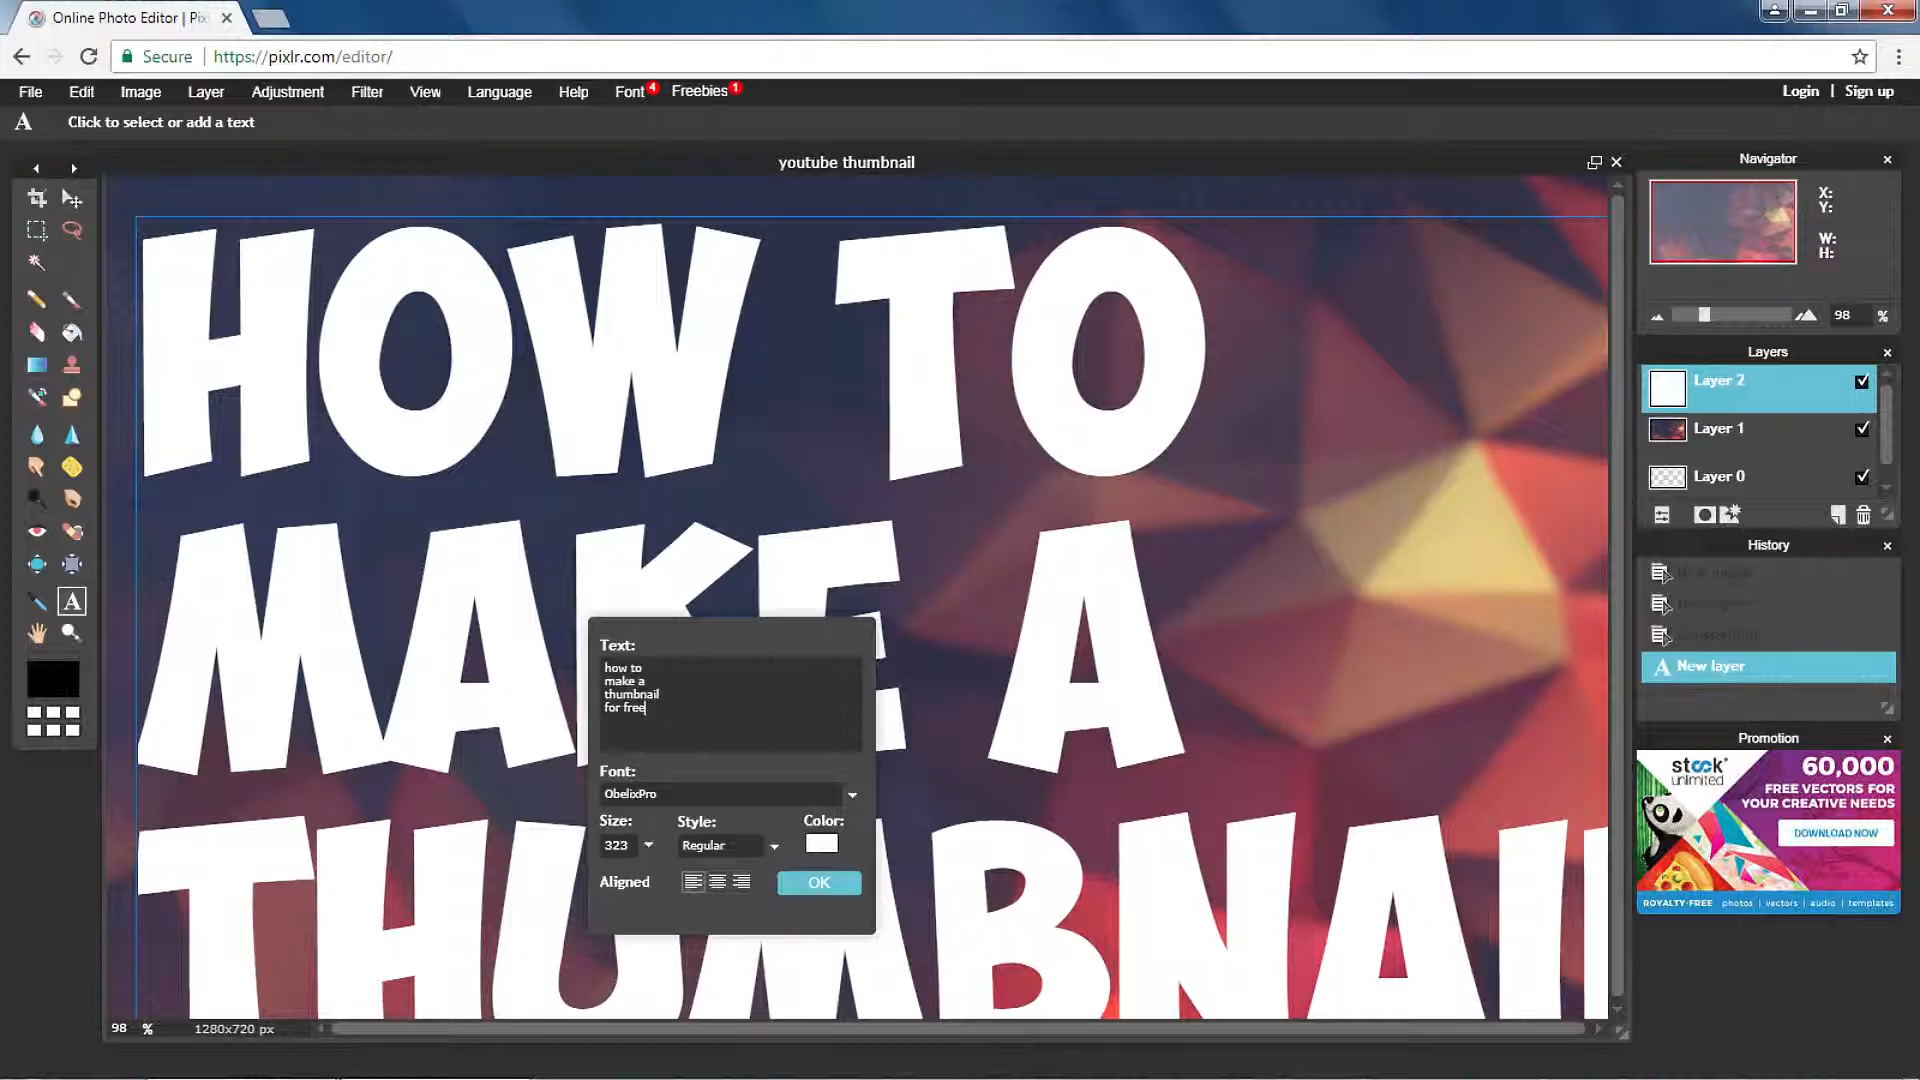 Online Photo Editor | Pix
Secure
https://pixlr.com/editor/
File Edit Image Layer Adjustment Filter View Language Help Font 4 Freebies 1
Login | Sign up
A Click to select or add a text
youtube thumbnail
HOW TO
MAKE A
THUMBNAIL
Text:
how to
make a
thumbnail
for free
Font:
ObelixPro
Size: Style: Color:
323 Regular
Aligned OK
98 % 1280x720 px
Navigator
X:
Y:
W:
H:
98 %
Layers
Layer 2
Layer 1
Layer 0
History
A New layer
Promotion
stock unlimited
60,000
FREE VECTORS FOR
YOUR CREATIVE NEEDS
DOWNLOAD NOW
ROYALTY-FREE photos | vectors | audio | templates